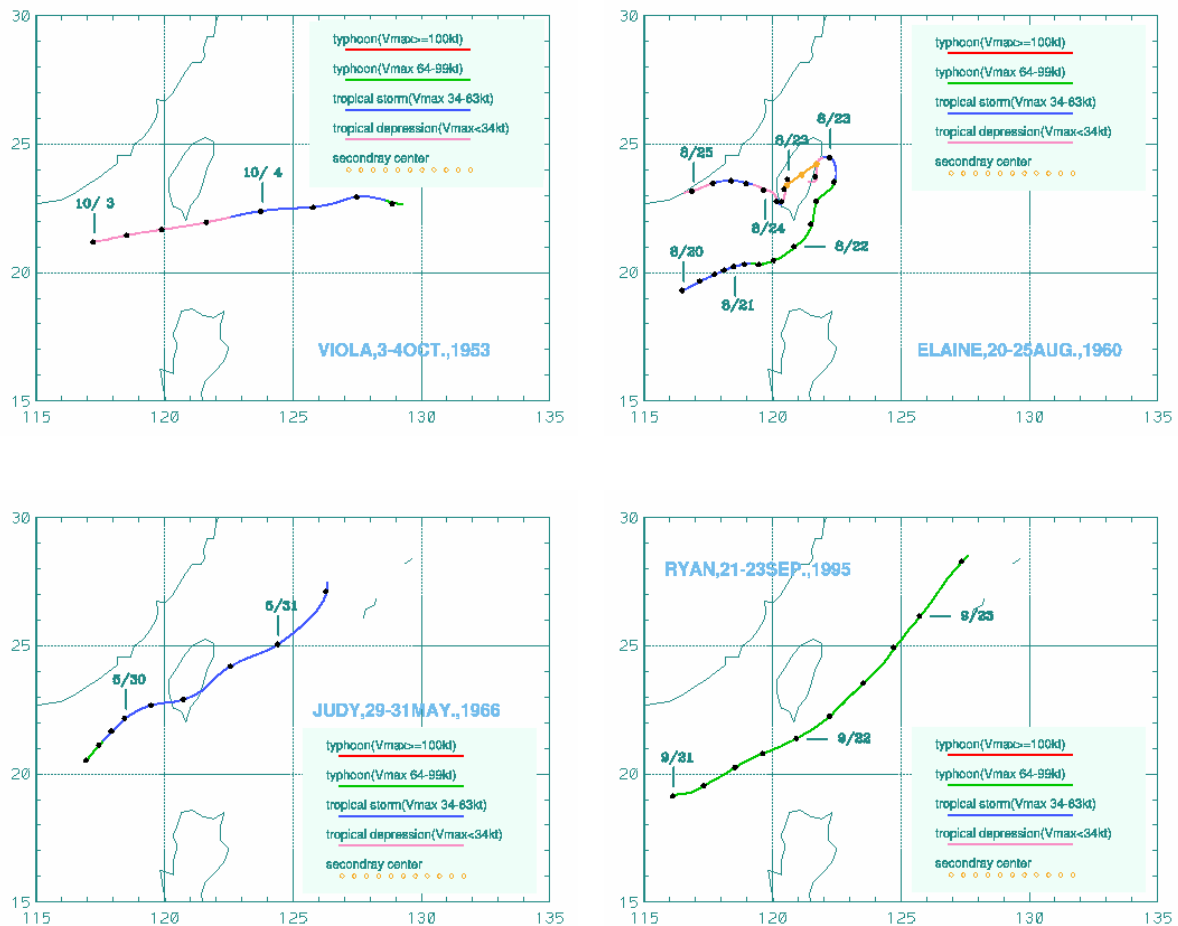 30
typhoon(Vmax>=100kt)
typhoon(Vmax 64-99kt)
tropical storm(Vmax 34-63kt)
tropical depression(Vmax<34kt)
secondray center
25
10/ 4
10/ 3
20
VIOLA,3-4OCT.,1953
15
115 120 125 130 135
30
typhoon(Vmax>=100kt)
typhoon(Vmax 64-99kt)
tropical storm(Vmax 34-63kt)
tropical depression(Vmax<34kt)
secondray center
8/23
8/23
25
8/25
8/24
8/22
8/20
20
8/21
ELAINE,20-25AUG.,1960
15
115 120 125 130 135
30
5/31
25
5/30
JUDY,29-31MAY.,1966
typhoon(Vmax>=100kt)
typhoon(Vmax 64-99kt)
tropical storm(Vmax 34-63kt)
tropical depression(Vmax<34kt)
secondray center
20
15
115 120 125 130 135
30
RYAN,21-23SEP.,1995
9/23
25
9/22
9/21
typhoon(Vmax>=100kt)
typhoon(Vmax 64-99kt)
tropical storm(Vmax 34-63kt)
tropical depression(Vmax<34kt)
secondray center
20
15
115 120 125 130 135